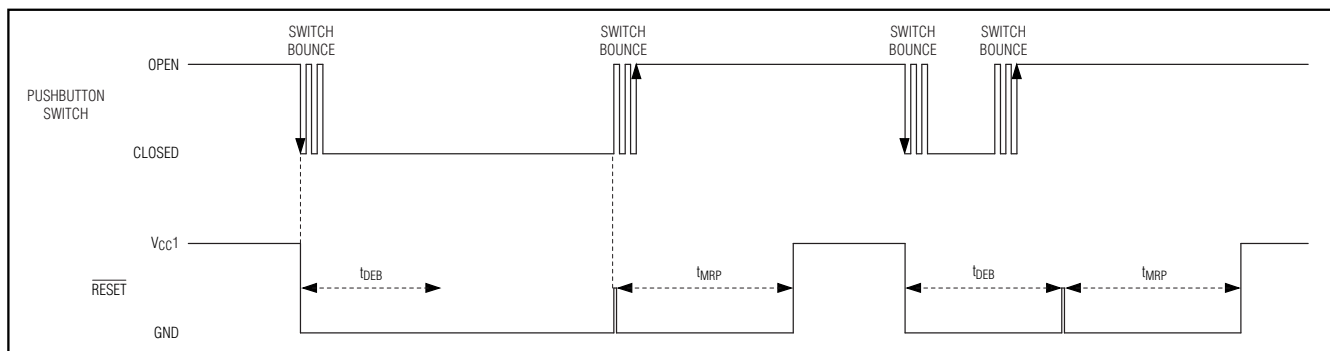 SWITCH
BOUNCE
SWITCH
BOUNCE
SWITCH
BOUNCE
SWITCH
BOUNCE
OPEN
PUSHBUTTON
SWITCH
CLOSED
VCC1
tDEB
tMRP
tDEB
tMRP
RESET
GND